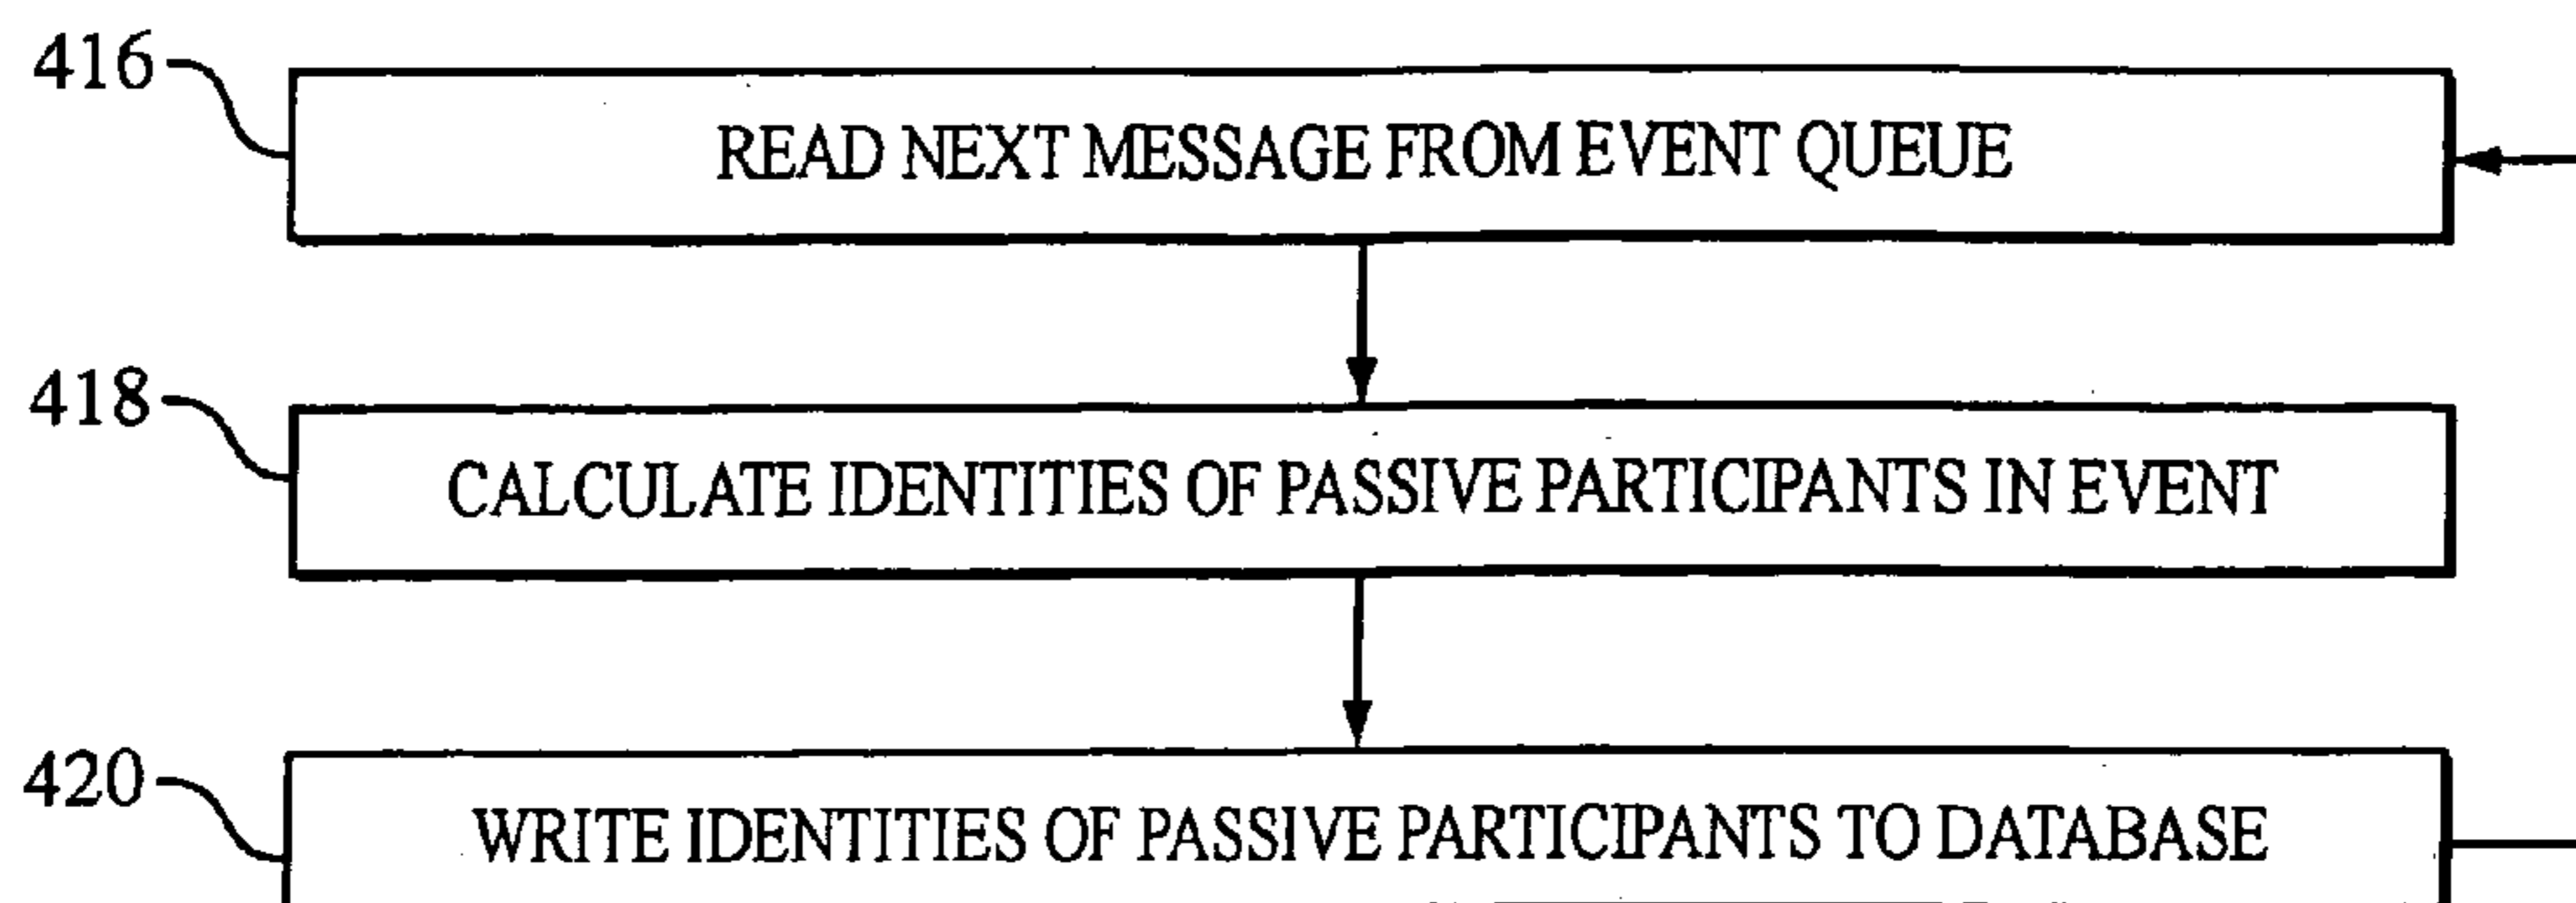 416
READ NEXT MESSAGE FROM EVENT QUEUE
418
CALCULATE IDENTITIES OF PASSIVE PARTICIPANTS IN EVENT
420
WRITE IDENTITIES OF PASSIVE PARTICIPANTS TO DATABASE